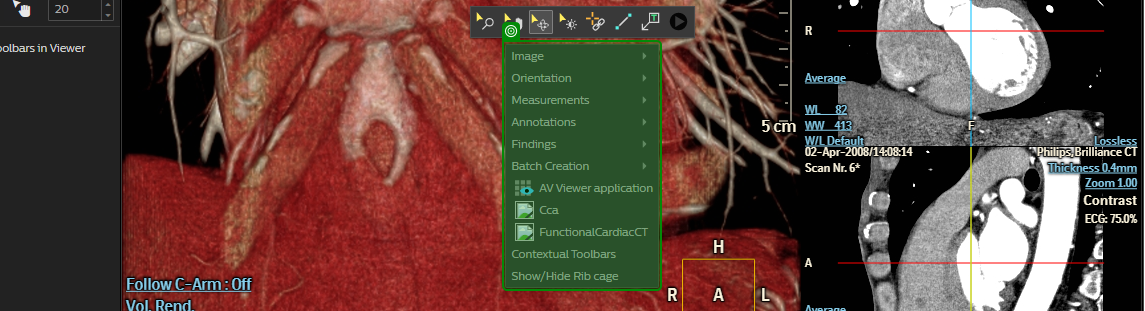 20
oolbars in Viewer
Image
Orientation
Measurements
Annotations
Findings
Batch Creation
AV Viewer application
Cca
FunctionalCardiacCT
Contextual Toolbars
Show/Hide Rib cage
5 cm
Follow C-Arm : Off
Vol. Rend.
H
R A L
R
Average
WL 82
WW 413
W/L Default
F
Lossless
02-Apr-2008/14:08:14
Scan Nr. 6*
Philips, Brilliance CT
Thickness 0.4mm
Zoom 1.00
Contrast
ECG: 75.0%
A
Average